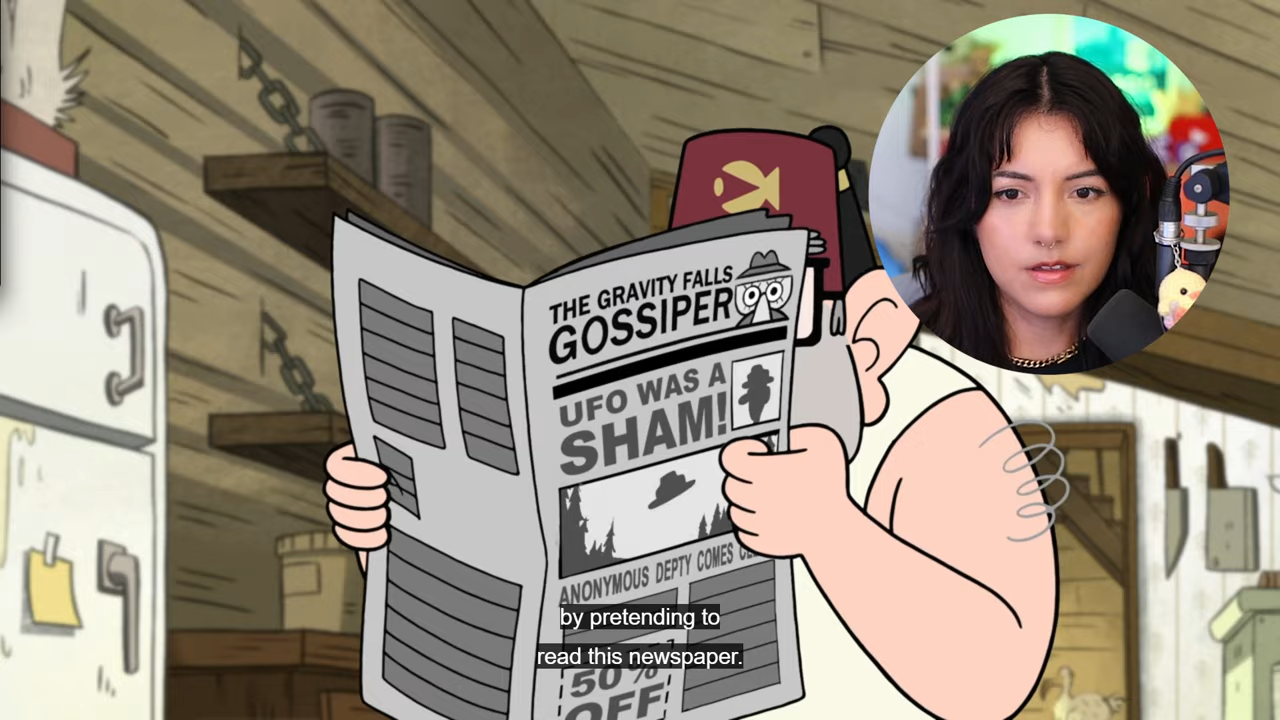 THE GRAVITY FALLS
GOSSIPER
UFO WAS A
SHAM!
ANONYMOUS DEPTY COMES
by pretending to
read this newspaper.
50%
OFF